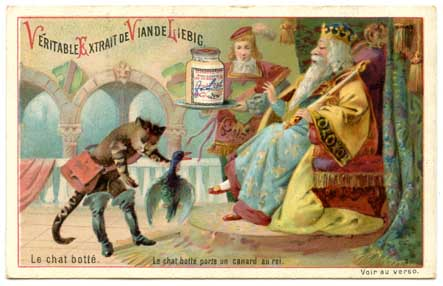 VÉRITABLE EXTRAIT DE VIANDE LIEBIG.
Le chat botté.
Le chat botté porte un canard au roi.
Voir au verso.